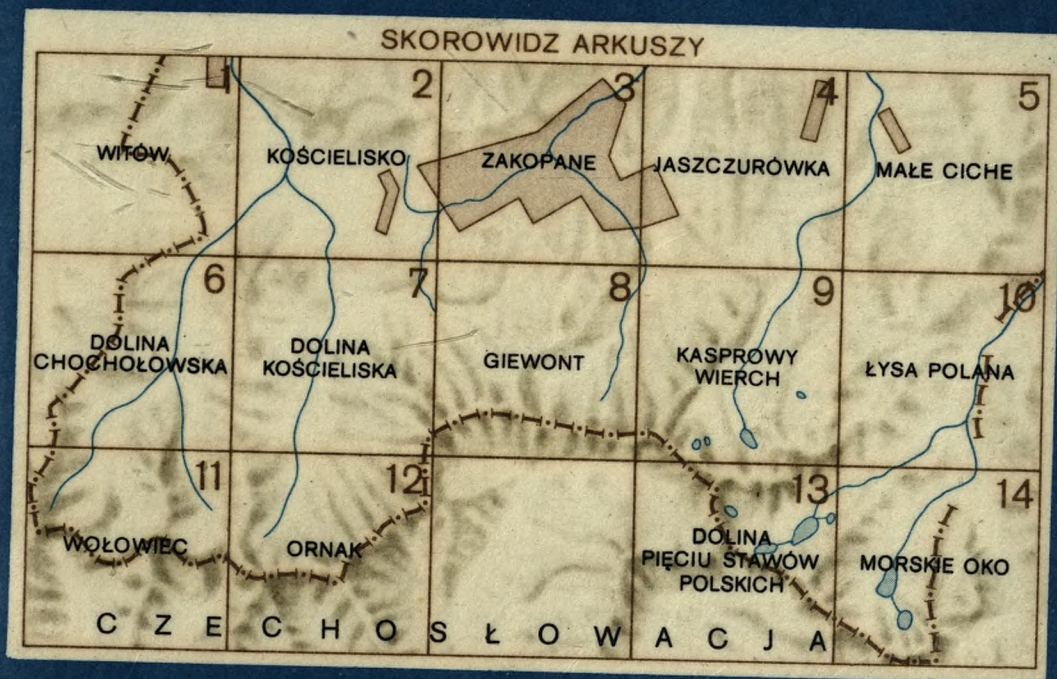 SKOROWIDZ ARKUSZY
1
2
3
4
5
WITÓW
KOŚCIELISKO
ZAKOPANE
JASZCZURÓWKA
MAŁE CICHE
6
7
8
9
10
DOLINA
CHOCHOŁOWSKA
DOLINA
KOŚCIELISKA
GIEWONT
KASPROWY
WIERCH
ŁYSA POLANA
11
12
13
14
WOŁOWIEC
ORNAK
DOLINA
PIĘCIU STAWÓW
POLSKICH
MORSKIE OKO
CZECHOSŁOWACJA